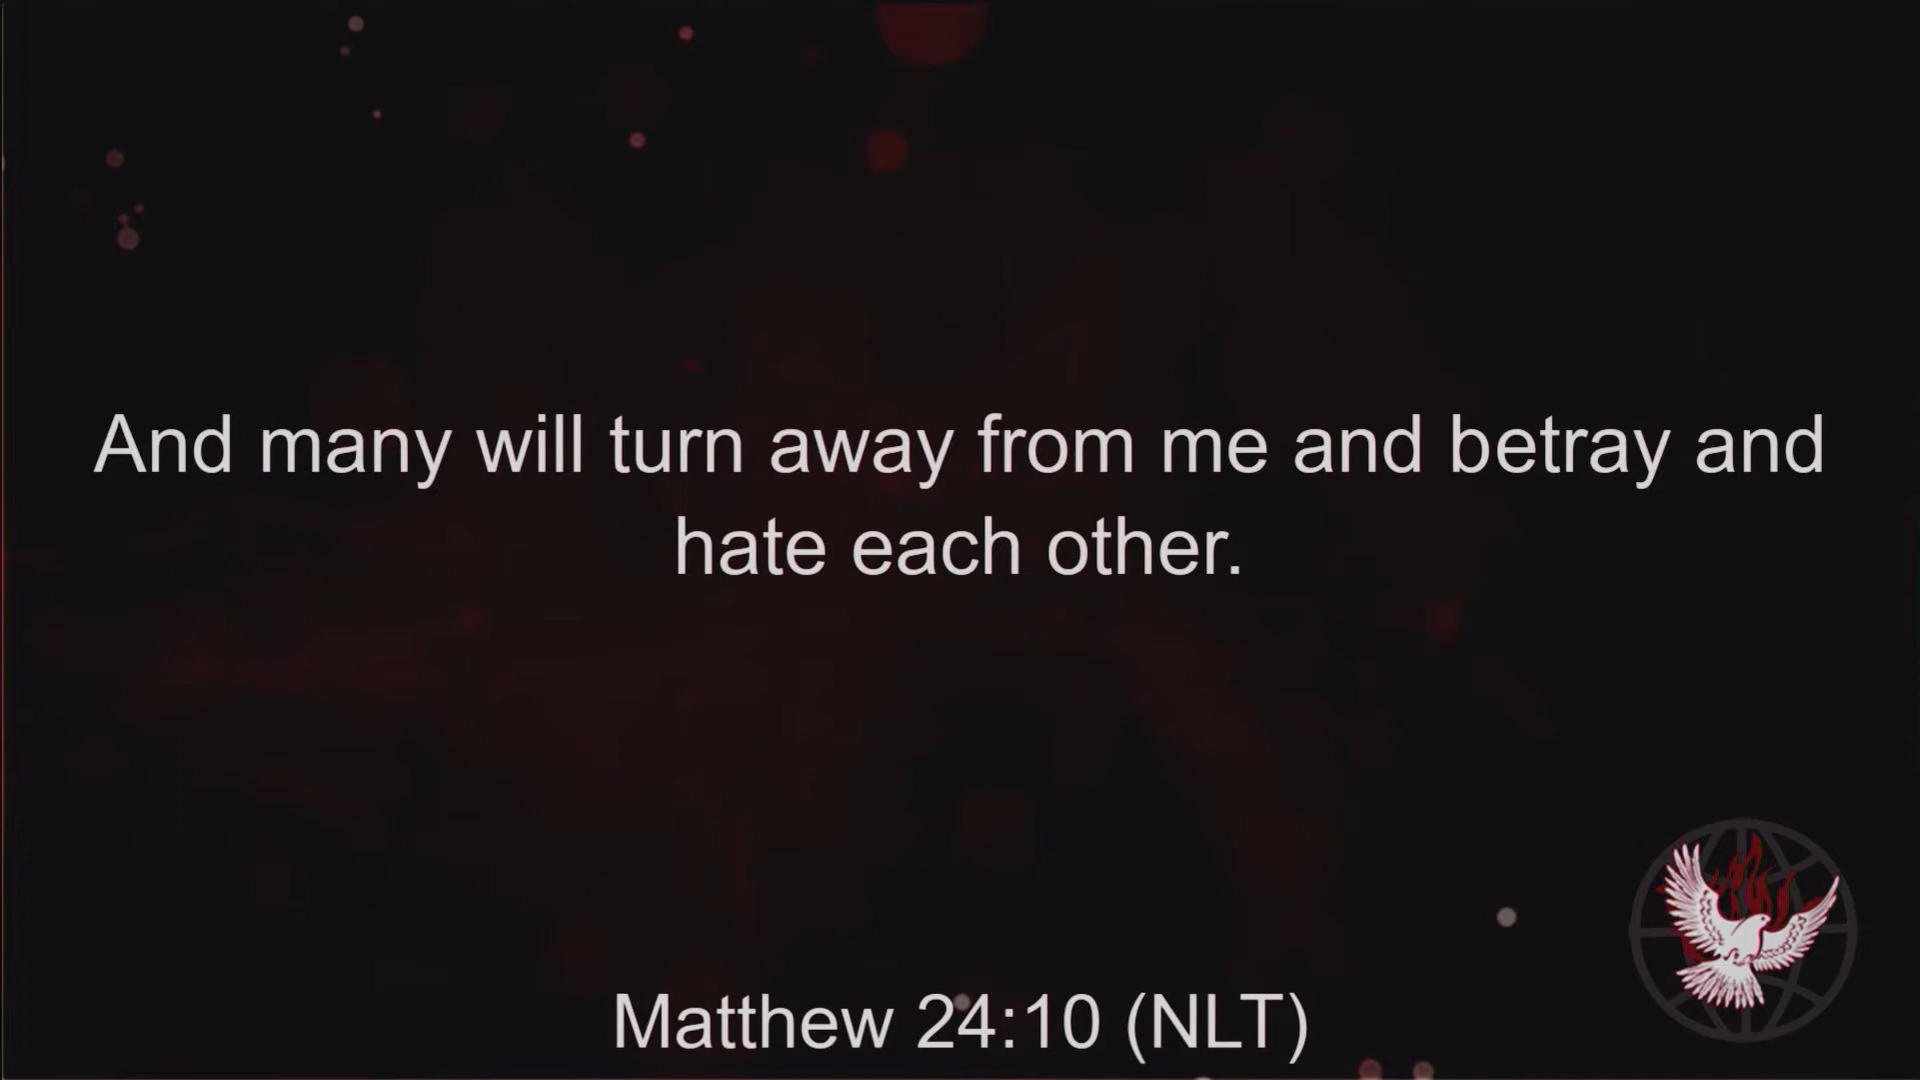 And many will turn away from me and betray and
hate each other.
Matthew 24:10 (NLT)